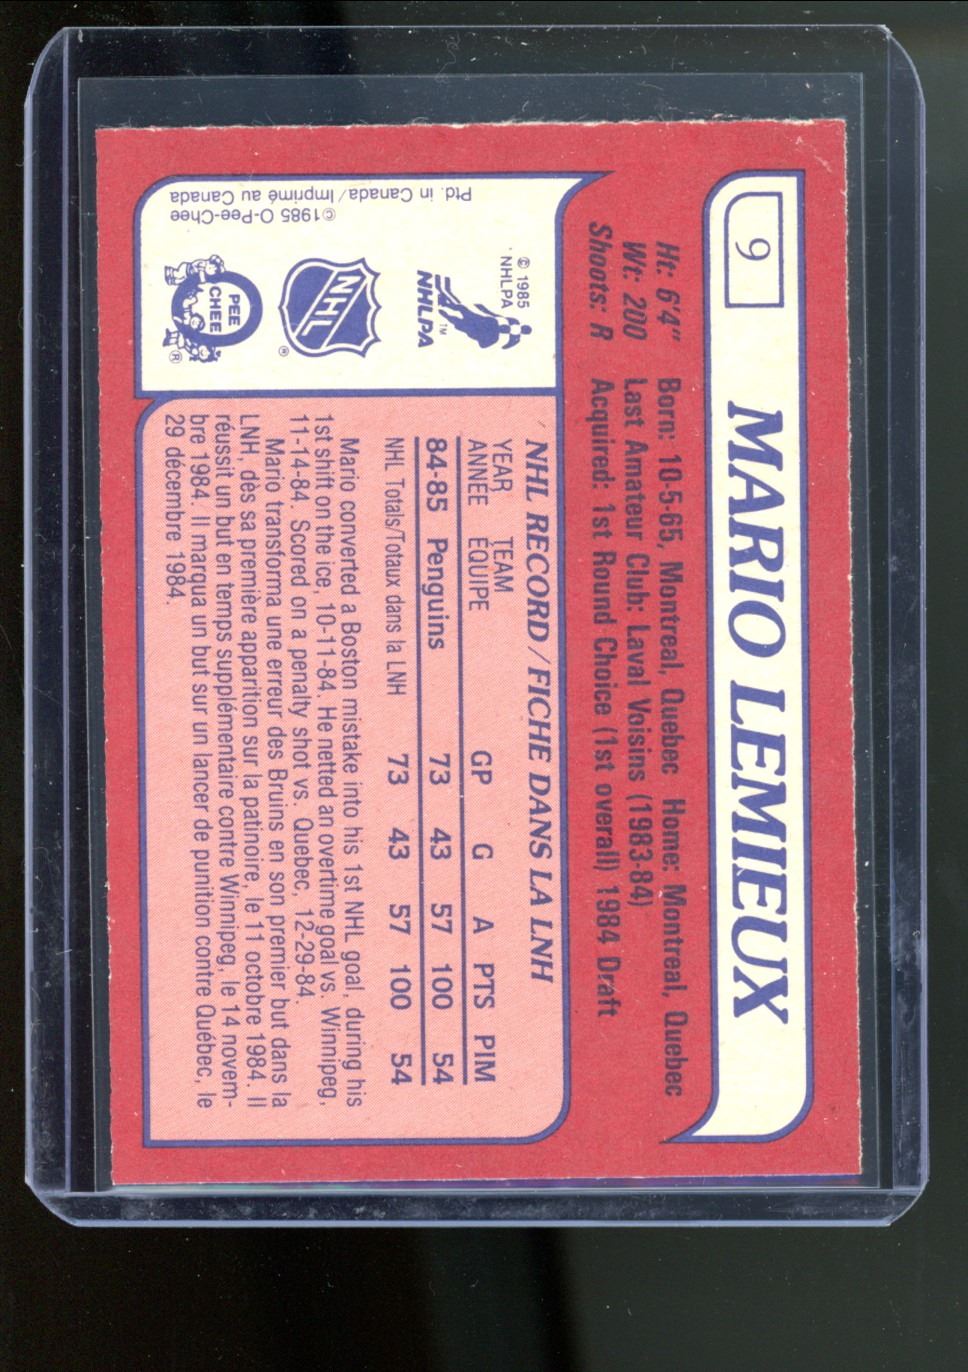 9
MARIO LEMIEUX
Ht: 6'4" Born: 10-5-65, Montreal, Quebec Home: Montreal, Quebec
Wt: 200 Last Amateur Club: Laval Voisins (1983-84)
Shoots: R Acquired: 1st Round Choice (1st overall) 1984 Draft
© 1985
NHLPA
NHLPA
TM
NHL
®
PEE
CHEE
®
©1985 O-Pee-Chee
Ptd. in Canada/Imprimé au Canada
NHL RECORD/FICHE DANS LA LNH
YEAR TEAM
ANNÉE ÉQUIPE GP G A PTS PIM
84-85 Penguins 73 43 57 100 54
NHL Totals/Totaux dans la LNH 73 43 57 100 54
Mario converted a Boston mistake into his 1st NHL goal, during his
1st shift on the ice, 10-11-84. He netted an overtime goal vs. Winnipeg,
11-14-84. Scored on a penalty shot vs. Quebec, 12-29-84.
Mario transforma une erreur des Bruins en son premier but dans la
LNH, dès sa première apparition sur la patinoire, le 11 octobre 1984. Il
réussit un but en temps supplémentaire contre Winnipeg, le 14 novem-
bre 1984. Il marqua un but sur un lancer de punition contre Québec, le
29 décembre 1984.